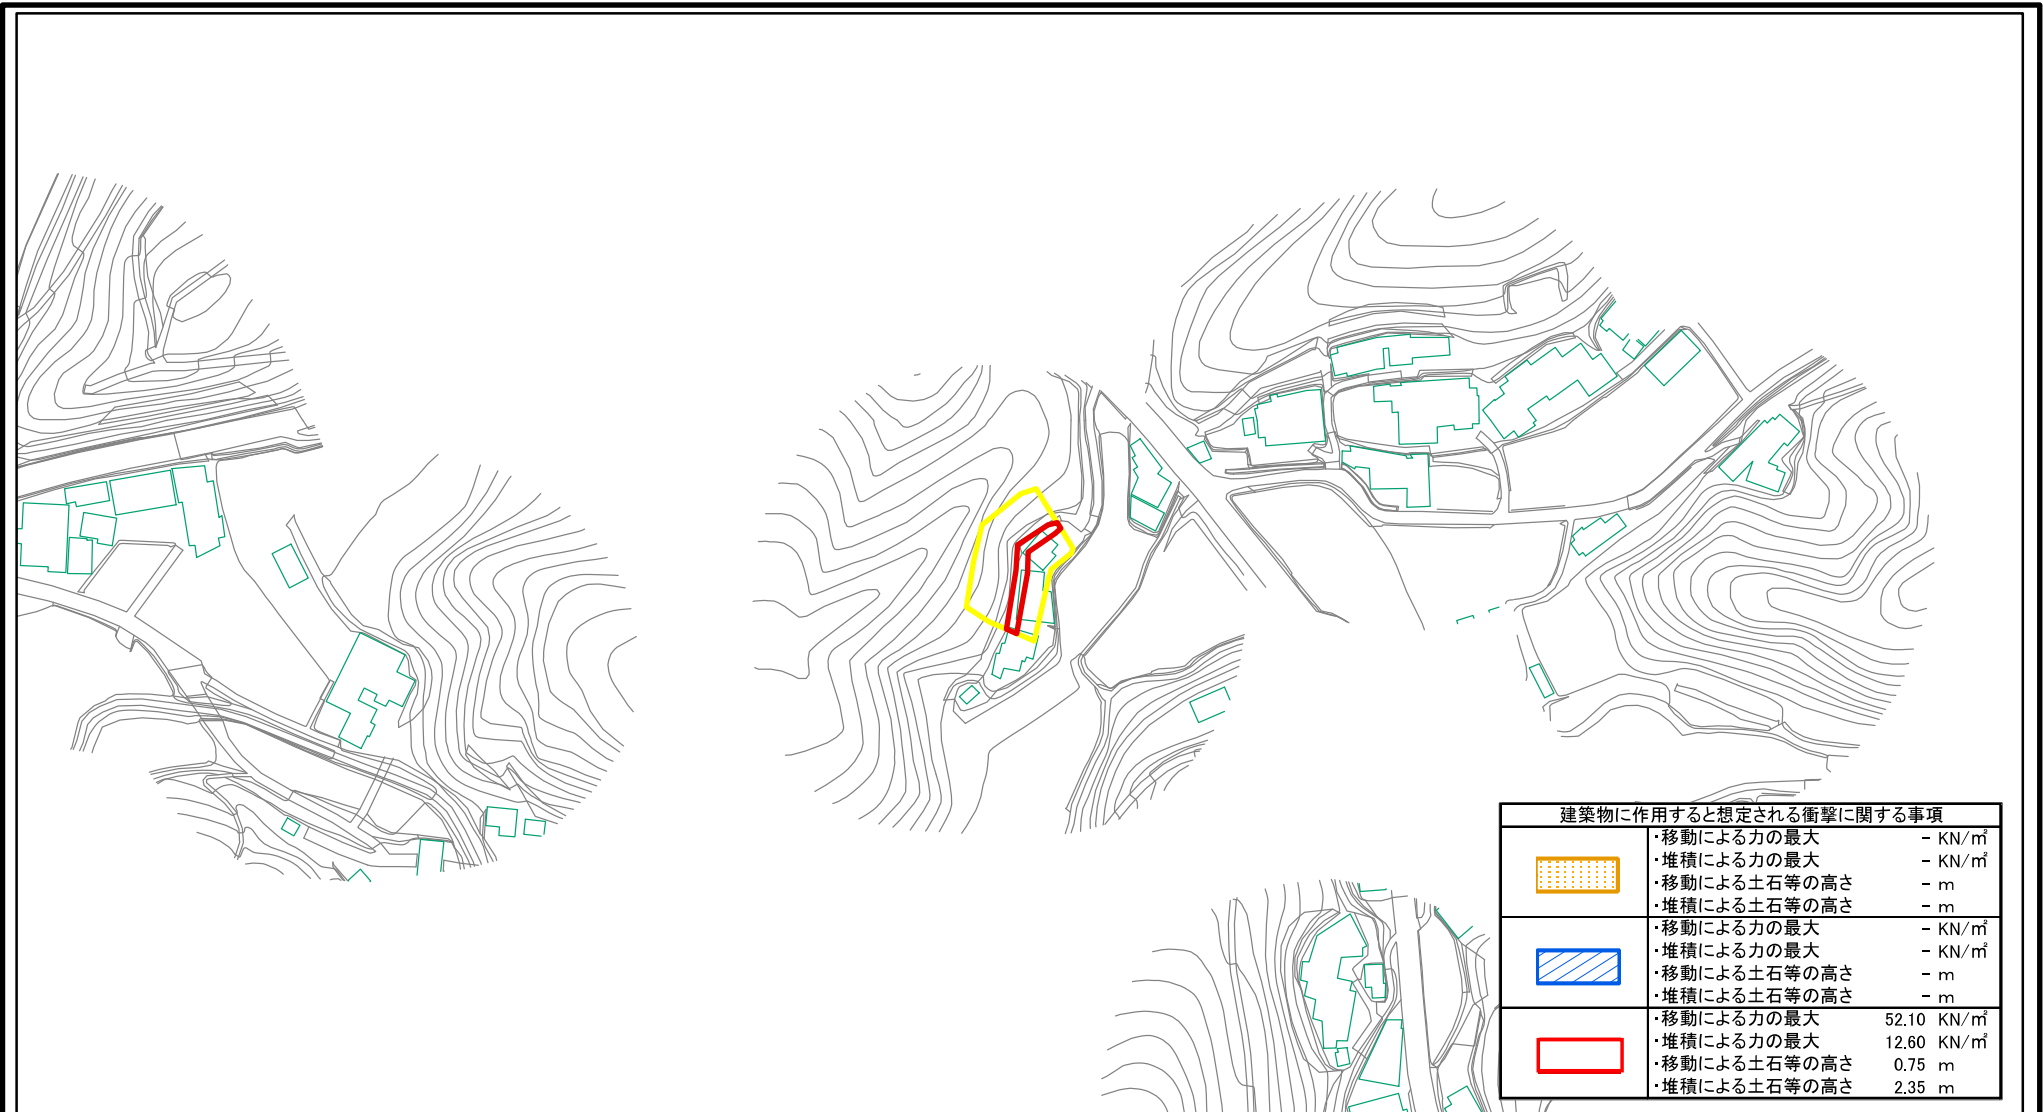 建築物に作用すると想定される衝撃に関する事項
・移動による力の最大 - KN/㎡
・堆積による力の最大 - KN/㎡
・移動による土石等の高さ - m
・堆積による土石等の高さ - m
・移動による力の最大 - KN/㎡
・堆積による力の最大 - KN/㎡
・移動による土石等の高さ - m
・堆積による土石等の高さ - m
・移動による力の最大 52.10 KN/㎡
・堆積による力の最大 12.60 KN/㎡
・移動による土石等の高さ 0.75 m
・堆積による土石等の高さ 2.35 m